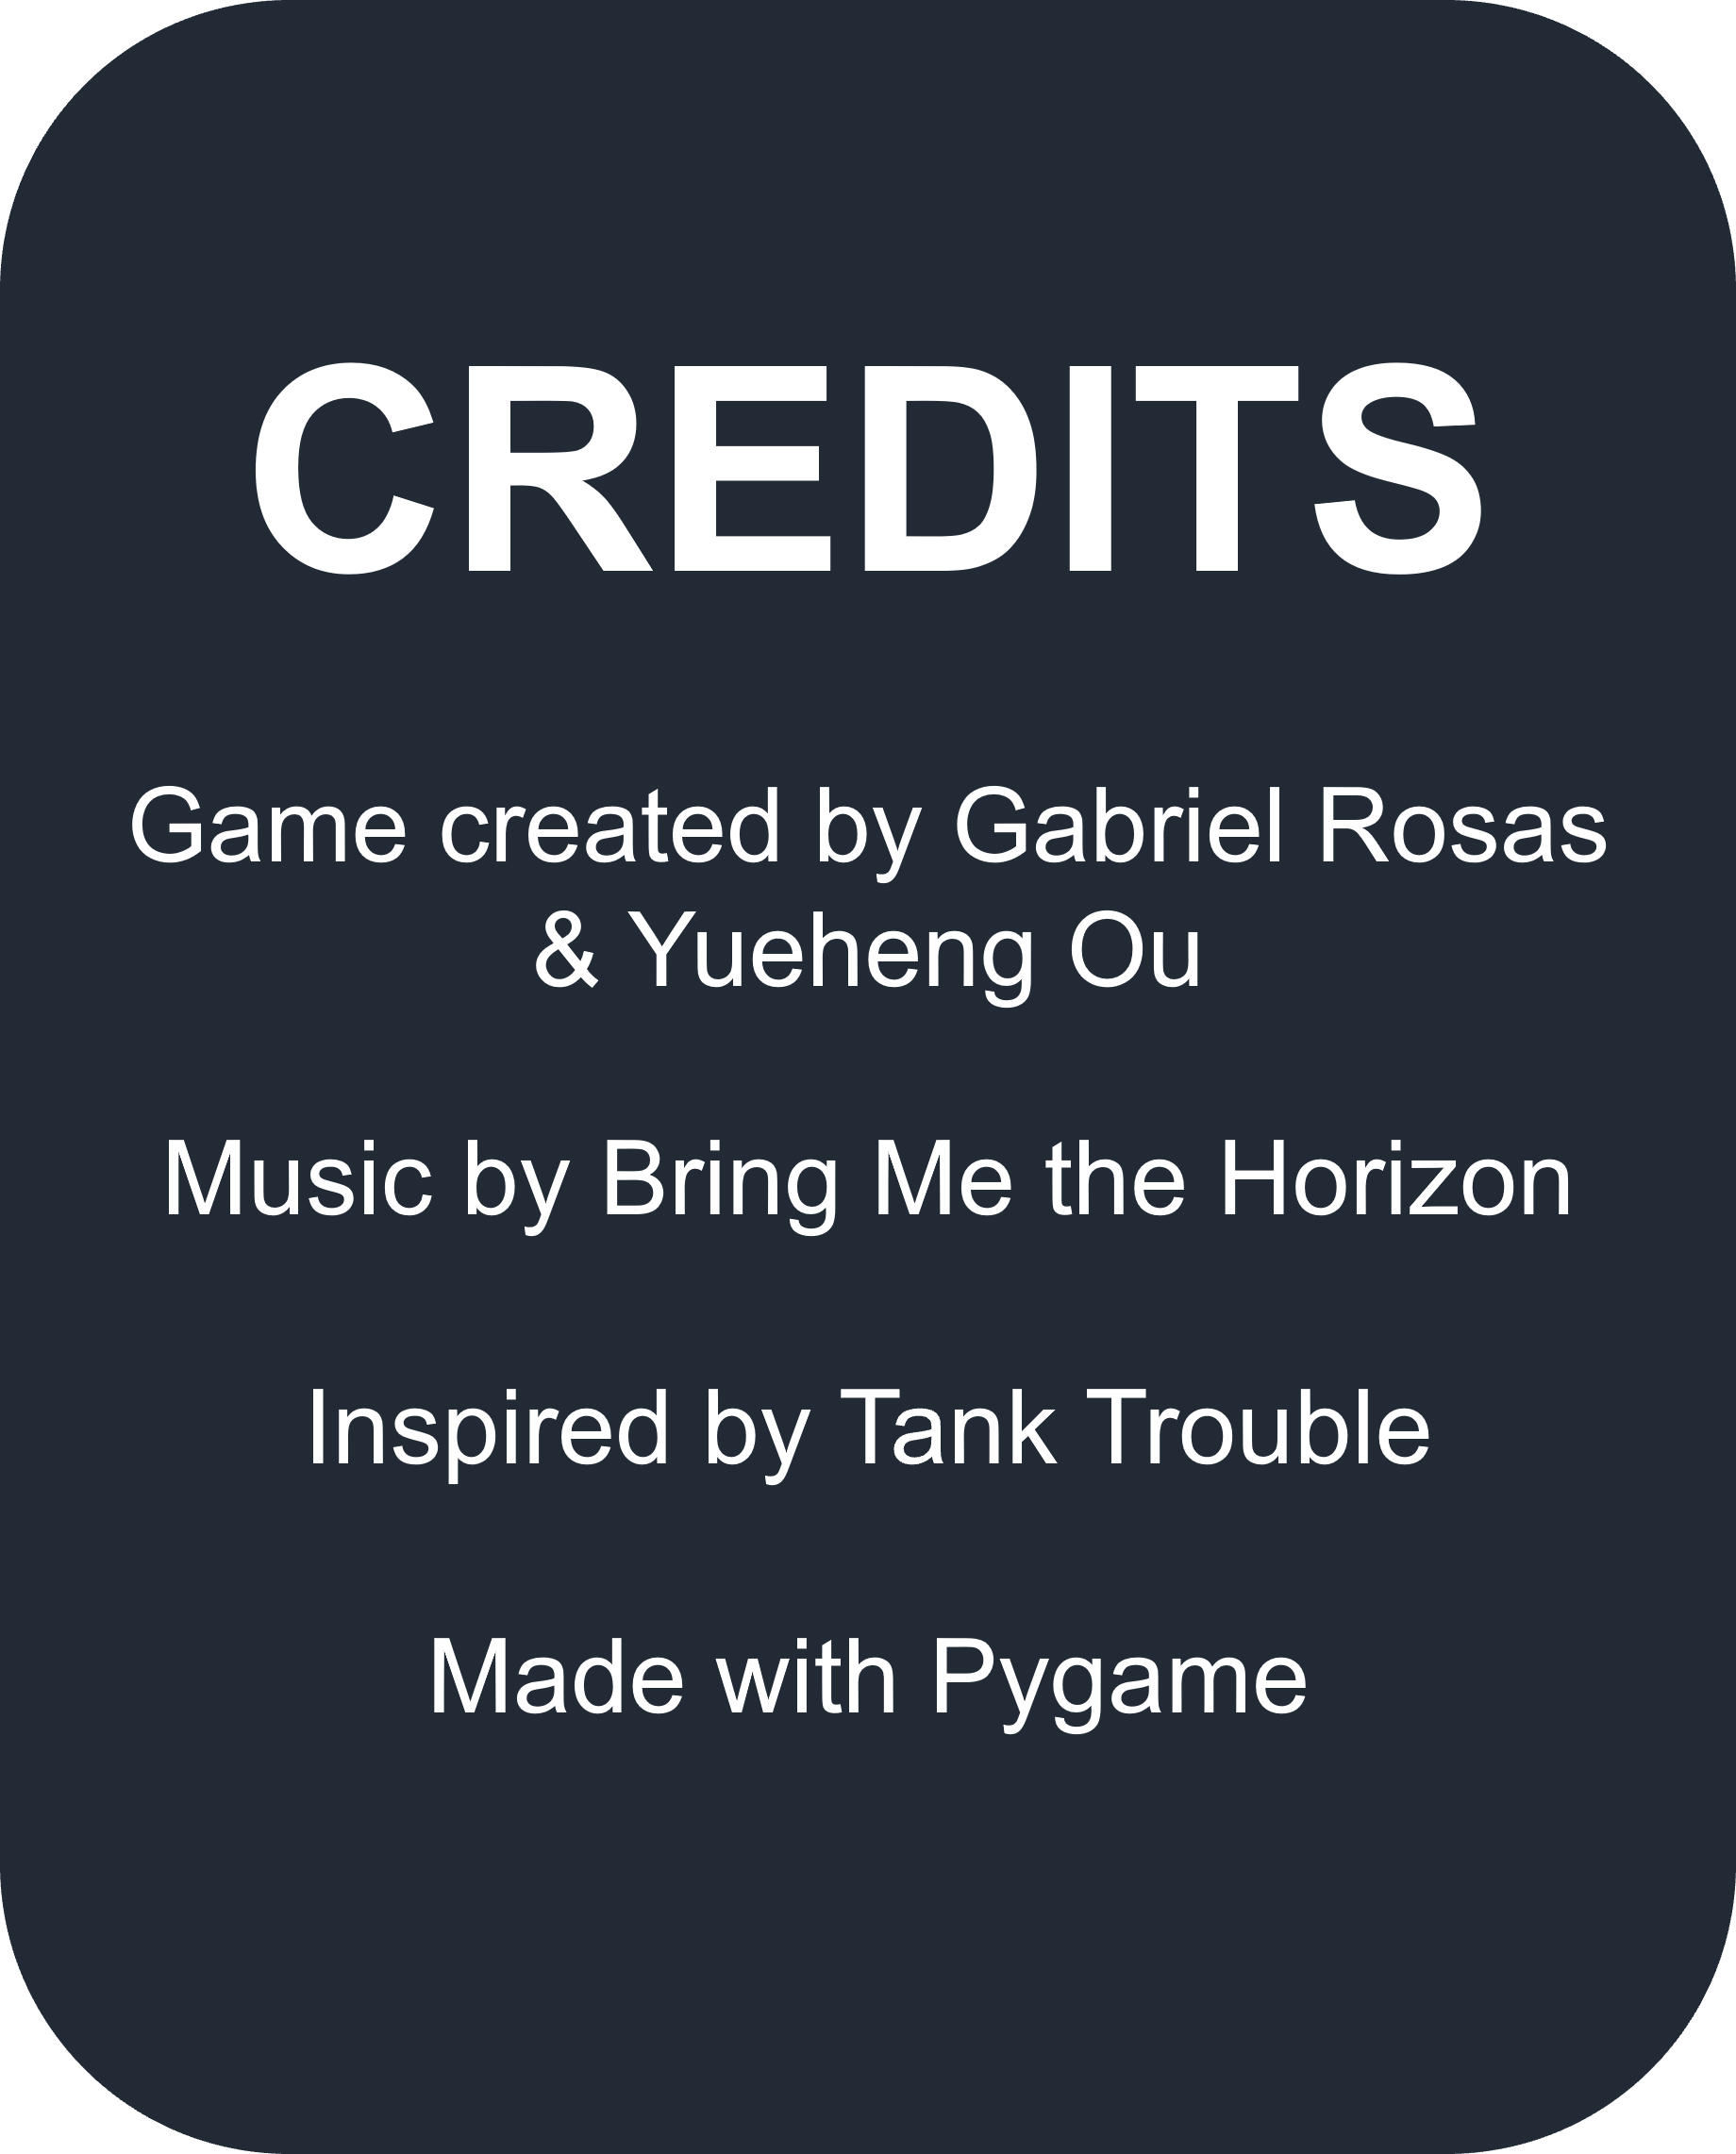 CREDITS
Game created by Gabriel Rosas
& Yueheng Ou
Music by Bring Me the Horizon
Inspired by Tank Trouble
Made with Pygame